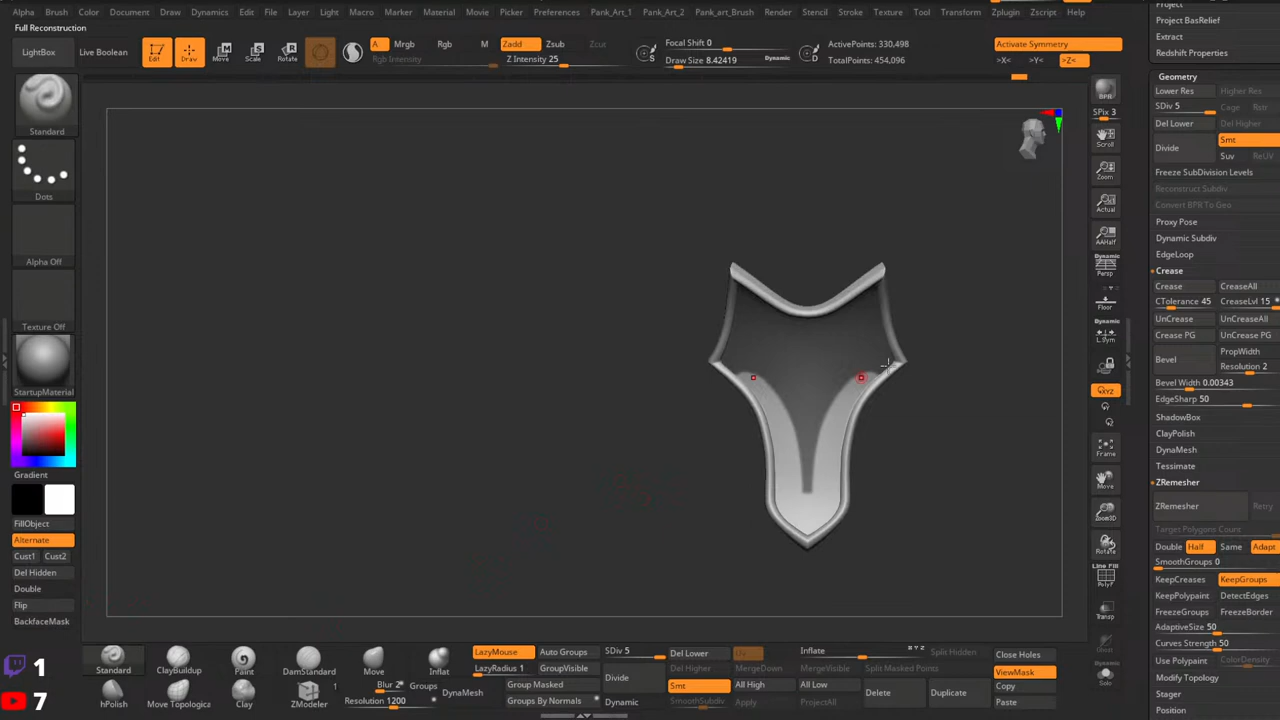 Alpha Brush Color Document Draw Dynamics Edit File Layer Light Macro Marker Material Movie Picker Preferences Pank_Art_1 Pank_Art_2 Pank_art_Brush Render Stencil Stroke Texture Tool Transform Zplugin Zscript Help
Full Reconstruction
LightBox Live Boolean Edit Draw Move Scale Rotate A Mrgb Rgb M Zadd Zsub Zcut Focal Shift 0 ActivePoints: 330,498 Activate Symmetry
Rgb Intensity Z Intensity 25 Draw Size 8.42419 Dynamic TotalPoints: 454,096 >X< >Y< >Z<
Standard
Dots
Alpha Off
Texture Off
StartupMaterial
Gradient
FillObject
Alternate
Cust1 Cust2
Del Hidden
Double
Flip
BackfaceMask
BPR
SPix 3
Scroll
Zoom
Actual
AAHalf
Dynamic
Persp
Floor
Dynamic
L.Sym
XYZ
Frame
Move
Zoom3D
Rotate
Line Fill
PolyF
Transp
Ghost
Dynamic
Solo
Project
Project BasRelief
Extract
Redshift Properties
Geometry
Lower Res Higher Res
SDiv 5 Cage Rstr
Del Lower Del Higher
Divide Smt
Suv ReUV
Freeze SubDivision Levels
Reconstruct Subdiv
Convert BPR To Geo
Proxy Pose
Dynamic Subdiv
EdgeLoop
Crease
Crease CreaseAll
CTolerance 45 CreaseLvl 15
UnCrease UnCreaseAll
Crease PG UnCrease PG
Bevel PropWidth
Resolution 2
Bevel Width 0.00343
EdgeSharp 50
ShadowBox
ClayPolish
DynaMesh
Tessimate
ZRemesher
ZRemesher Retry
Target Polygons Count
Double Half Same Adapt
SmoothGroups 0
KeepCreases KeepGroups
KeepPolypaint DetectEdges
FreezeGroups FreezeBorder
AdaptiveSize 50
Curves Strength 50
Use Polypaint ColorDensity
Modify Topology
Stager
Position
1
7
Standard ClayBuildup Paint DamStandard Move Inflat
hPolish Move Topologica Clay ZModeler 1
Blur 2 Groups DynaMesh
Resolution 1200
LazyMouse Auto Groups SDiv 5 Del Lower Uv Inflate X Y Z Split Hidden Close Holes
LazyRadius 1 GroupVisible Del Higher MergeDown MergeVisible Split Masked Points ViewMask
Group Masked Divide Smt All High All Low Delete Duplicate Copy
Groups By Normals Dynamic SmoothSubdiv Apply ProjectAll Paste